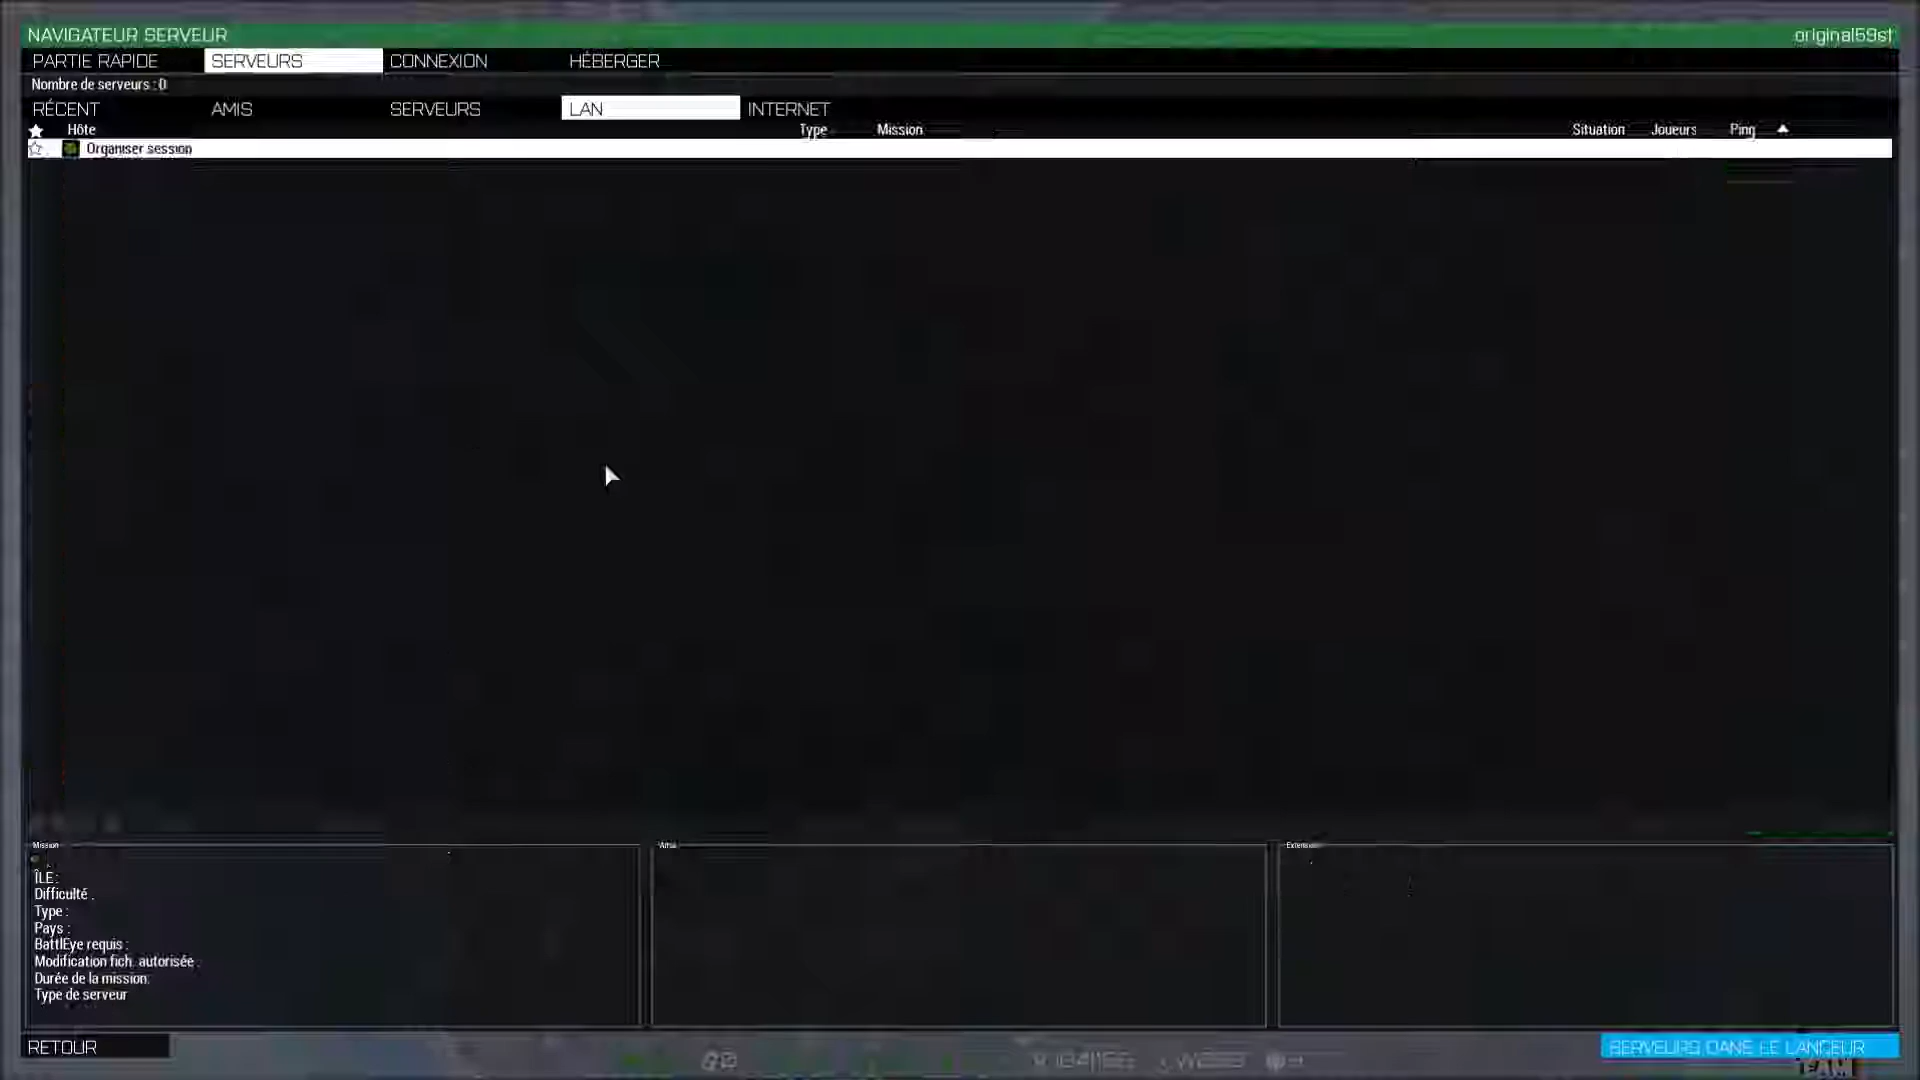 NAVIGATEUR SERVEUR
original59st
PARTIE RAPIDE SERVEURS CONNEXION HÉBERGER
Nombre de serveurs : 0
RÉCENT AMIS SERVEURS LAN INTERNET
Hôte Type Mission Situation Joueurs Ping
Organiser session
Mission
ÎLE :
Difficulté :
Type :
Pays :
BattlEye requis :
Modification fich. autorisée :
Durée de la mission:
Type de serveur
RETOUR
SERVEURS DANS LE LANCEUR
TEAM